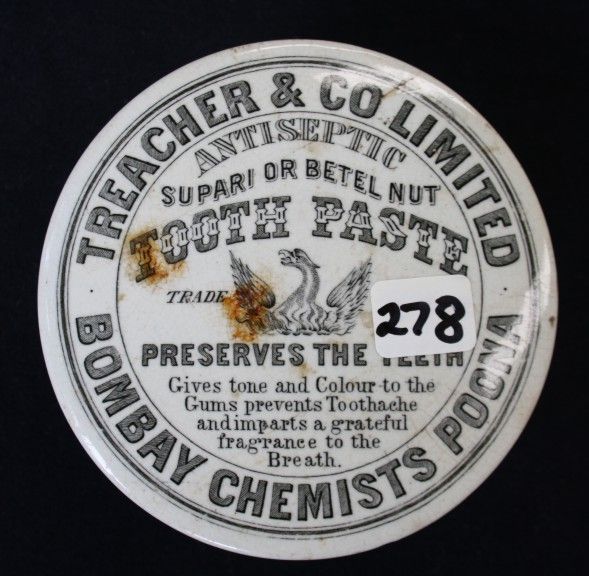 TREACHER & CO LIMITED
ANTISEPTIC
SUPARI OR BETEL NUT
TOOTH PASTE
TRADE
278
PRESERVES THE TEETH
Gives tone and Colour to the
Gums prevents Toothache
and imparts a grateful
fragrance to the
Breath.
BOMBAY CHEMISTS POONA